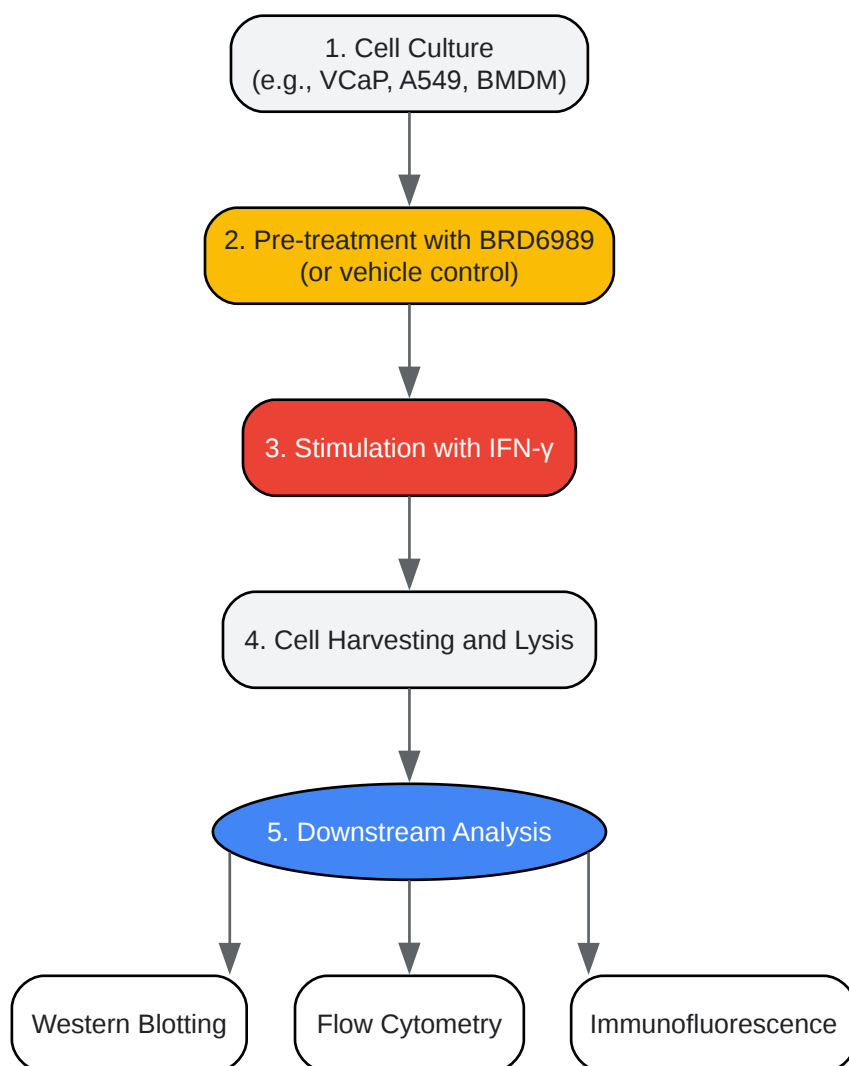 1. Cell Culture
(e.g., VCaP, A549, BMDM)
2. Pre-treatment with BRD6989
(or vehicle control)
3. Stimulation with IFN-γ
4. Cell Harvesting and Lysis
5. Downstream Analysis
Western Blotting
Flow Cytometry
Immunofluorescence